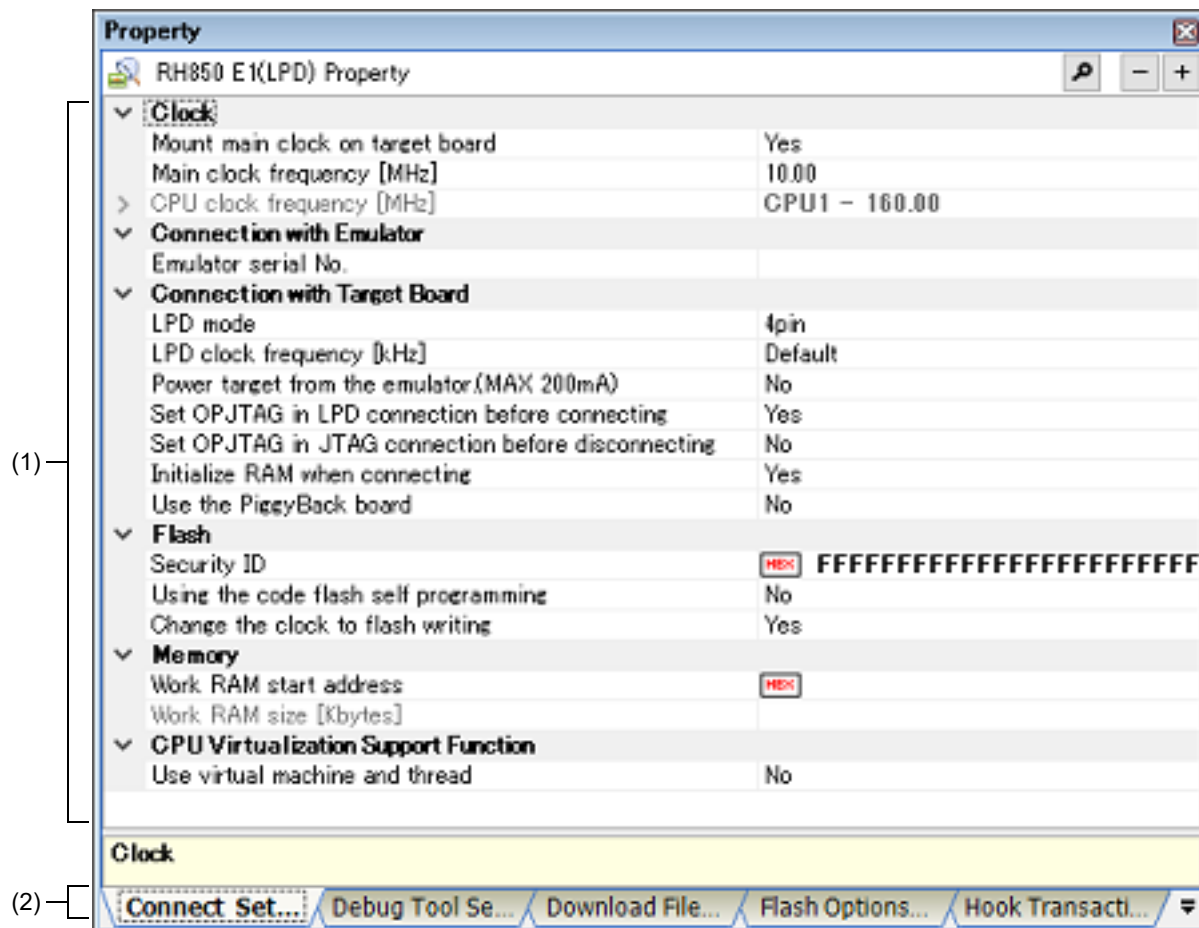 Property
RH850 E1(LPD) Property
Clock
Mount main clock on target board Yes
Main clock frequency [MHz] 10.00
CPU clock frequency [MHz] CPU1 - 160.00
Connection with Emulator
Emulator serial No.
Connection with Target Board
LPD mode 4pin
LPD clock frequency [kHz] Default
Power target from the emulator.(MAX 200mA) No
Set OPJTAG in LPD connection before connecting Yes
(1)
Set OPJTAG in JTAG connection before disconnecting No
Initialize RAM when connecting Yes
Use the PiggyBack board No
Flash
Security ID HEX FFFFFFFFFFFFFFFFFFFFFFFF
Using the code flash self programming No
Change the clock to flash writing Yes
Memory
Work RAM start address HEX
Work RAM size [Kbytes]
CPU Virtualization Support Function
Use virtual machine and thread No
Clock
(2)
Connect Set... Debug Tool Se... Download File... Flash Options... Hook Transacti...